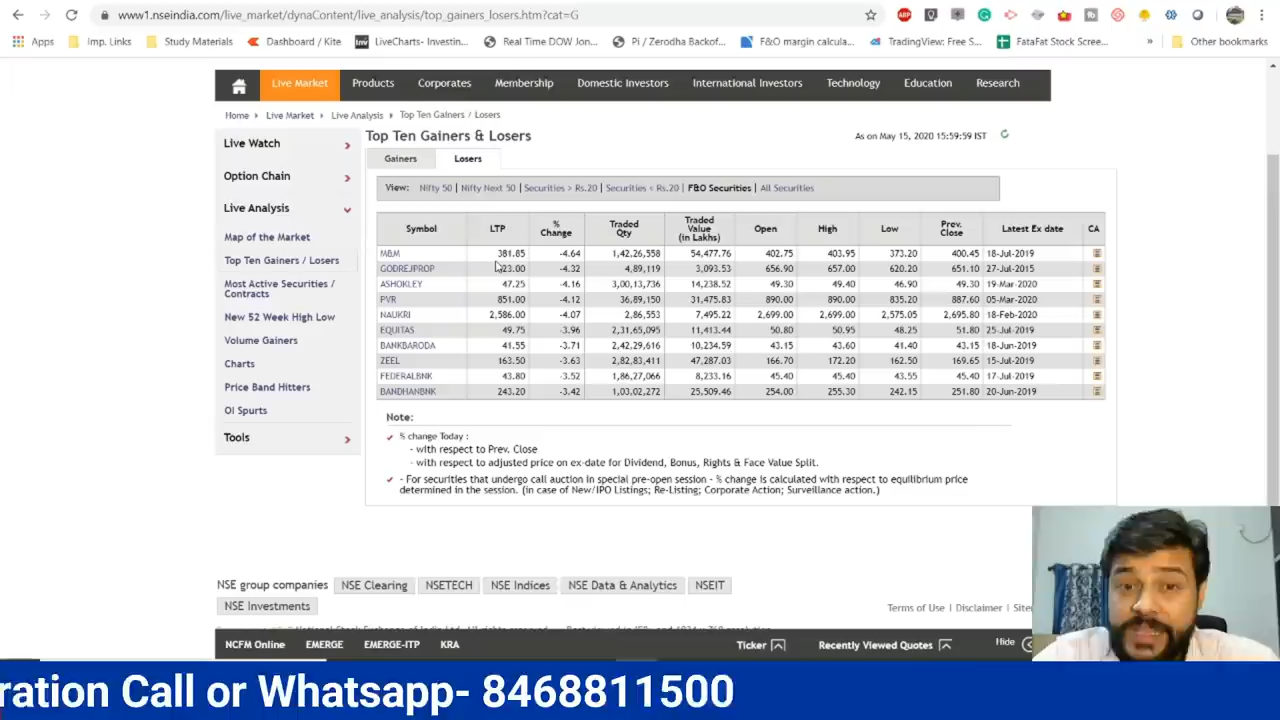 www1.nseindia.com/live_market/dynaContent/live_analysis/top_gainers_losers.htm?cat=G
Apps Imp. Links Study Materials Dashboard / Kite LiveCharts- Investin... Real Time DOW Jon... Pi / Zerodha Backof... F&O margin calcula... TradingView: Free S... FataFat Stock Scree... » Other bookmarks
Live Market Products Corporates Membership Domestic Investors International Investors Technology Education Research
Home Live Market Live Analysis Top Ten Gainers / Losers
Live Watch
Option Chain
Live Analysis
Map of the Market
Top Ten Gainers / Losers
Most Active Securities /
Contracts
New 52 Week High Low
Volume Gainers
Charts
Price Band Hitters
OI Spurts
Tools
Top Ten Gainers & Losers
As on May 15, 2020 15:59:59 IST
Gainers Losers
View: Nifty 50 | Nifty Next 50 | Securities > Rs.20 | Securities < Rs.20 | F&O Securities | All Securities
Symbol LTP % Change Traded Qty Traded Value (in Lakhs) Open High Low Prev. Close Latest Ex date CA
M&M 381.85 -4.64 1,42,26,558 54,477.76 402.75 403.95 373.20 400.45 18-Jul-2019
GODREJPROP 23.00 -4.32 4,89,119 3,093.53 656.90 657.00 620.20 651.10 27-Jul-2015
ASHOKLEY 47.25 -4.16 3,00,13,736 14,238.52 49.30 49.40 46.90 49.30 19-Mar-2020
PVR 851.00 -4.12 36,89,150 31,475.83 890.00 890.00 835.20 887.60 05-Mar-2020
NAUKRI 2,586.00 -4.07 2,86,553 7,495.22 2,699.00 2,699.00 2,575.05 2,695.80 18-Feb-2020
EQUITAS 49.75 -3.96 2,31,65,095 11,413.44 50.80 50.95 48.25 51.80 25-Jul-2019
BANKBARODA 41.55 -3.71 2,42,29,616 10,234.59 43.15 43.60 41.40 43.15 18-Jun-2019
ZEEL 163.50 -3.63 2,82,83,411 47,287.03 166.70 172.20 162.50 169.65 15-Jul-2019
FEDERALBNK 43.80 -3.52 1,86,27,066 8,233.16 45.40 45.40 43.55 45.40 17-Jul-2019
BANDHANBNK 243.20 -3.42 1,03,02,272 25,509.46 254.00 255.30 242.15 251.80 20-Jun-2019
Note:
% change Today :
- with respect to Prev. Close
- with respect to adjusted price on ex-date for Dividend, Bonus, Rights & Face Value Split.
- For securities that undergo call auction in special pre-open session - % change is calculated with respect to equilibrium price
determined in the session. (in case of New/IPO Listings; Re-Listing; Corporate Action; Surveillance action.)
NSE group companies NSE Clearing NSETECH NSE Indices NSE Data & Analytics NSEIT
NSE Investments
Terms of Use | Disclaimer | Site
NCFM Online EMERGE EMERGE-ITP KRA Ticker Recently Viewed Quotes Hide
ration Call or Whatsapp- 8468811500